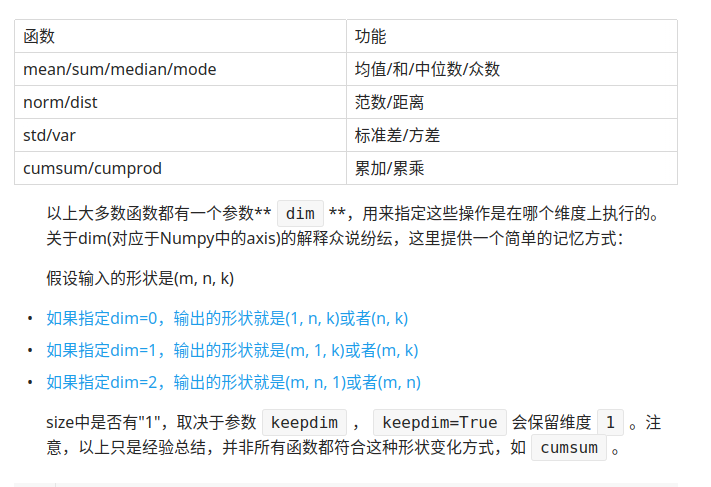 函数 功能
mean/sum/median/mode 均值/和/中位数/众数
norm/dist 范数/距离
std/var 标准差/方差
cumsum/cumprod 累加/累乘
以上大多数函数都有一个参数** dim **，用来指定这些操作是在哪个维度上执行的。
关于dim(对应于Numpy中的axis)的解释众说纷纭，这里提供一个简单的记忆方式：
假设输入的形状是(m, n, k)
• 如果指定dim=0，输出的形状就是(1, n, k)或者(n, k)
• 如果指定dim=1，输出的形状就是(m, 1, k)或者(m, k)
• 如果指定dim=2，输出的形状就是(m, n, 1)或者(m, n)
size中是否有"1"，取决于参数 keepdim ， keepdim=True 会保留维度 1 。注
意，以上只是经验总结，并非所有函数都符合这种形状变化方式，如 cumsum 。